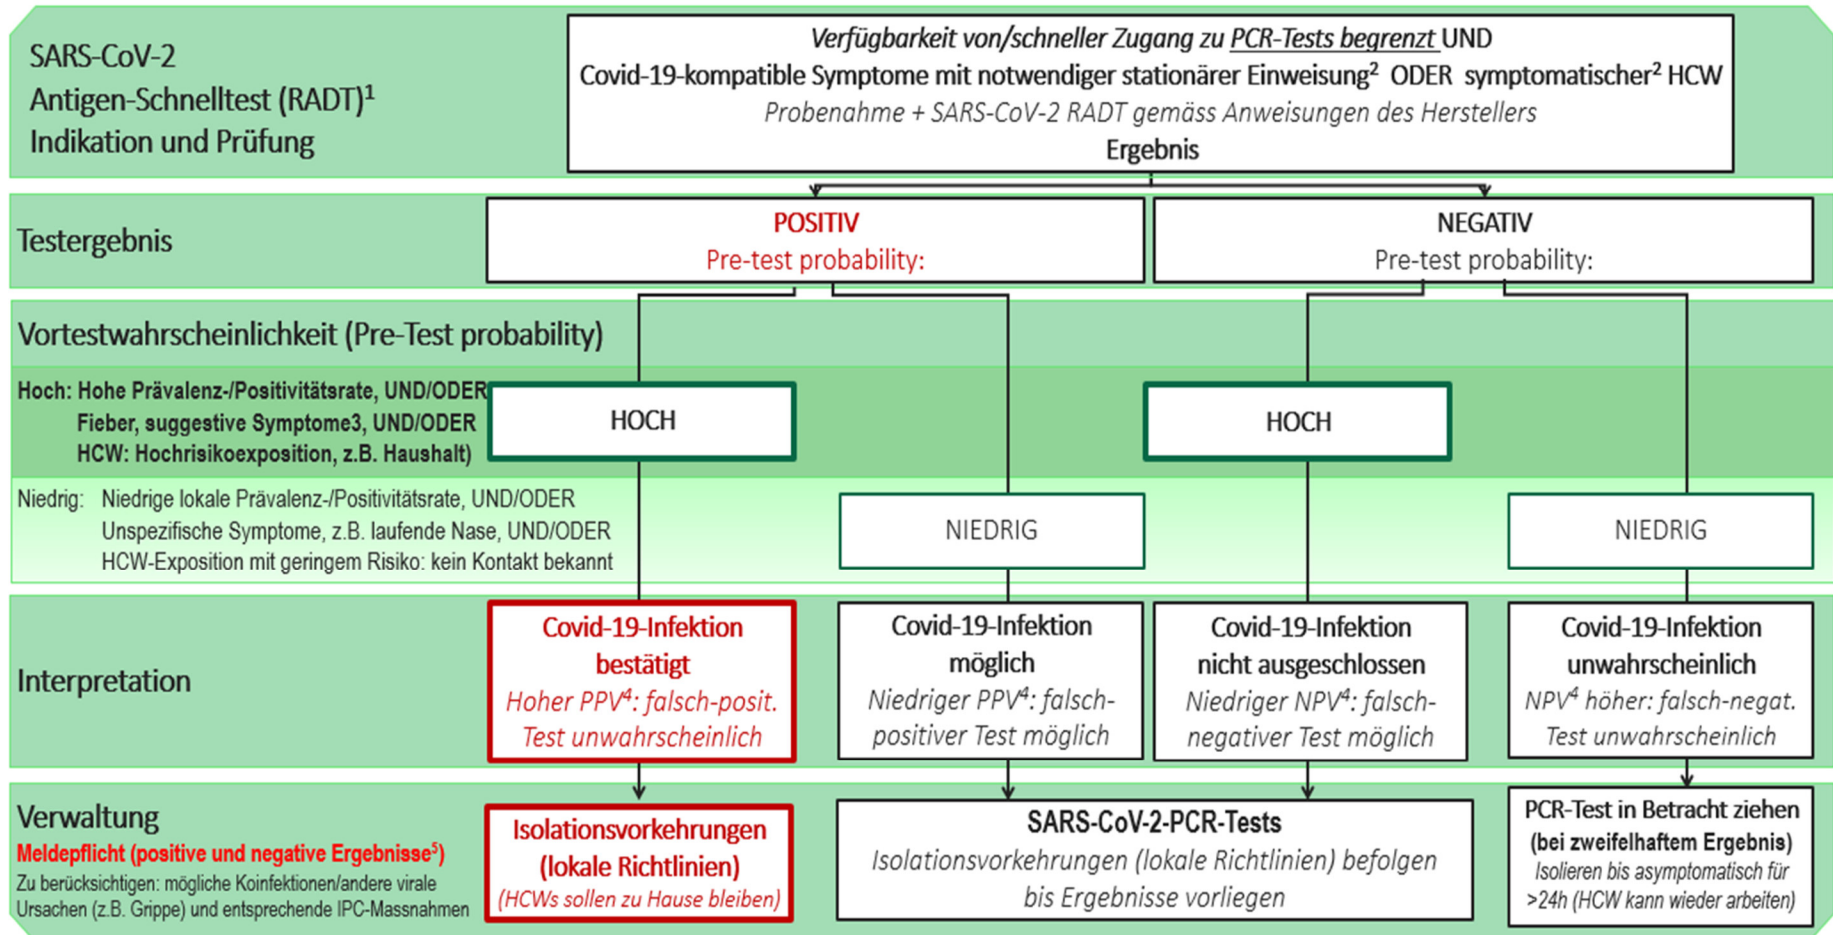 SARS-CoV-2
Antigen-Schnelltest (RADT)¹
Indikation und Prüfung
Verfügbarkeit von/schneller Zugang zu PCR-Tests begrenzt UND
Covid-19-kompatible Symptome mit notwendiger stationärer Einweisung² ODER symptomatischer² HCW
Probenahme + SARS-CoV-2 RADT gemäss Anweisungen des Herstellers
Ergebnis
Testergebnis
POSITIV
Pre-test probability:
NEGATIV
Pre-test probability:
Vortestwahrscheinlichkeit (Pre-Test probability)
Hoch: Hohe Prävalenz-/Positivitätsrate, UND/ODER
Fieber, suggestive Symptome3, UND/ODER
HCW: Hochrisikoexposition, z.B. Haushalt)
HOCH
HOCH
Niedrig: Niedrige lokale Prävalenz-/Positivitätsrate, UND/ODER
Unspezifische Symptome, z.B. laufende Nase, UND/ODER
HCW-Exposition mit geringem Risiko: kein Kontakt bekannt
NIEDRIG
NIEDRIG
Interpretation
Covid-19-Infektion
bestätigt
Hoher PPV⁴: falsch-posit.
Test unwahrscheinlich
Covid-19-Infektion
möglich
Niedriger PPV⁴: falsch-
positiver Test möglich
Covid-19-Infektion
nicht ausgeschlossen
Niedriger NPV⁴: falsch-
negativer Test möglich
Covid-19-Infektion
unwahrscheinlich
NPV⁴ höher: falsch-negat.
Test unwahrscheinlich
Verwaltung
Meldepflicht (positive und negative Ergebnisse⁵)
Zu berücksichtigen: mögliche Koinfektionen/andere virale
Ursachen (z.B. Grippe) und entsprechende IPC-Massnahmen
Isolationsvorkehrungen
(lokale Richtlinien)
(HCWs sollen zu Hause bleiben)
SARS-CoV-2-PCR-Tests
Isolationsvorkehrungen (lokale Richtlinien) befolgen
bis Ergebnisse vorliegen
PCR-Test in Betracht ziehen
(bei zweifelhaftem Ergebnis)
Isolieren bis asymptomatisch für
>24h (HCW kann wieder arbeiten)